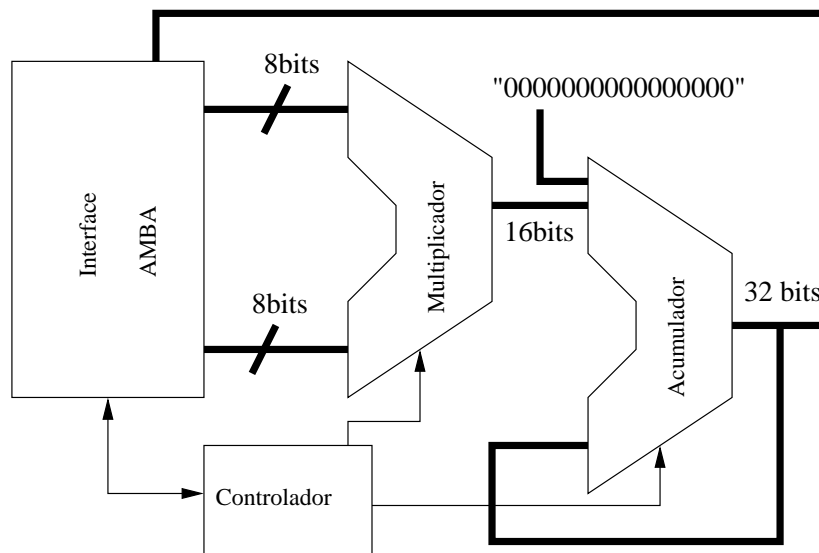 8bits
"0000000000000000"
Interface
AMBA
Multiplicador
16bits
8bits
32 bits
Acumulador
Controlador